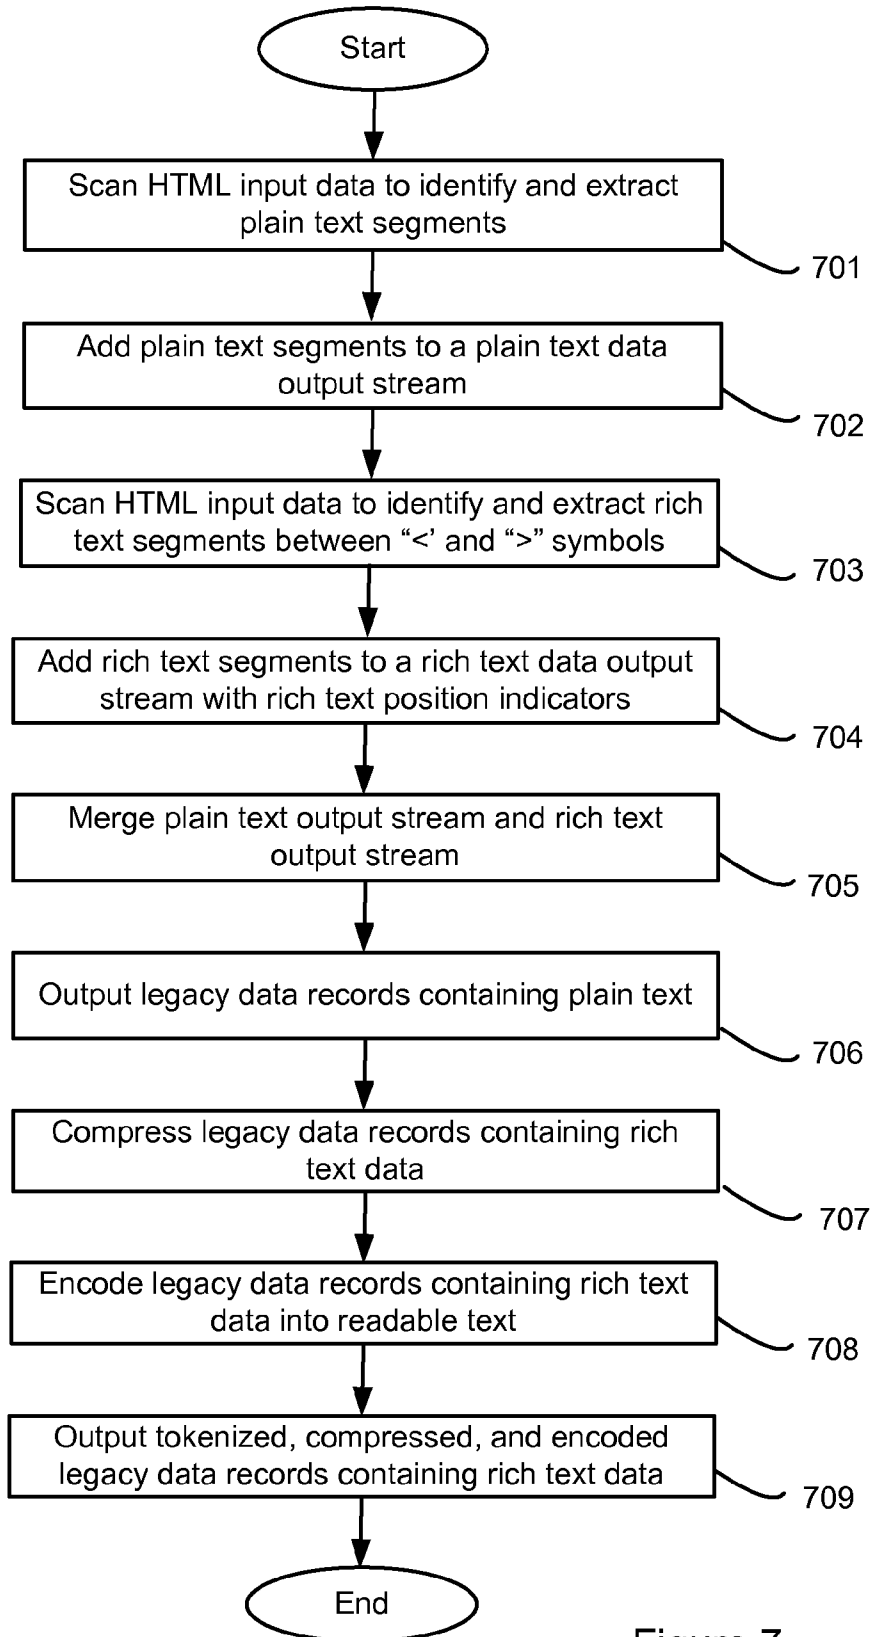 Start
Scan HTML input data to identify and extract
plain text segments
701
Add plain text segments to a plain text data
output stream
702
Scan HTML input data to identify and extract rich
text segments between “<’ and “>” symbols
703
Add rich text segments to a rich text data output
stream with rich text position indicators
704
Merge plain text output stream and rich text
output stream
705
Output legacy data records containing plain text
706
Compress legacy data records containing rich
text data
707
Encode legacy data records containing rich text
data into readable text
708
Output tokenized, compressed, and encoded
legacy data records containing rich text data
709
End
Figure 7